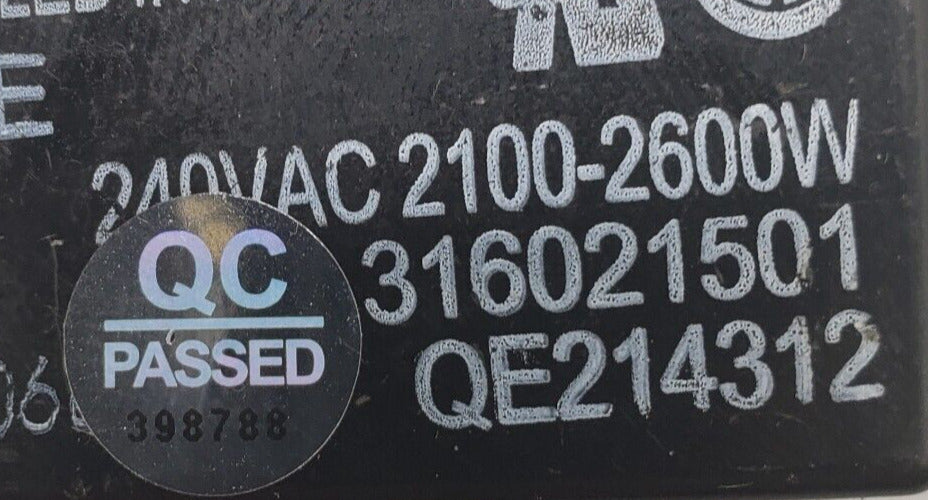 E
240VAC 2100-2600W
316021501
QE214312
QC
PASSED
398788